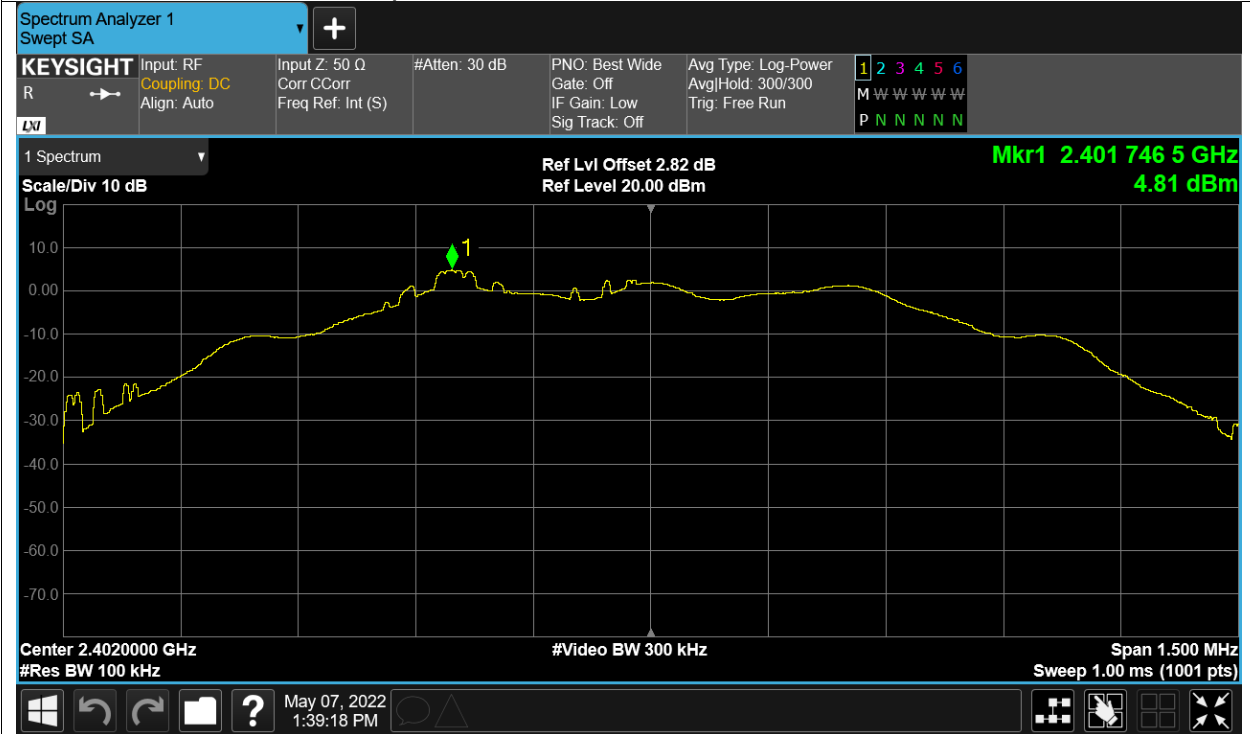 Spectrum Analyzer 1
Swept SA
KEYSIGHT
R
LXI
Input: RF
Coupling: DC
Align: Auto
Input Z: 50 Ω
Corr CCorr
Freq Ref: Int (S)
#Atten: 30 dB
PNO: Best Wide
Gate: Off
IF Gain: Low
Sig Track: Off
Avg Type: Log-Power
Avg|Hold: 300/300
Trig: Free Run
1 2 3 4 5 6
M W W W W W
P N N N N N
1 Spectrum
Scale/Div 10 dB
Log
Ref Lvl Offset 2.82 dB
Ref Level 20.00 dBm
Mkr1 2.401 746 5 GHz
4.81 dBm
1
10.0
0.00
-10.0
-20.0
-30.0
-40.0
-50.0
-60.0
-70.0
Center 2.4020000 GHz
#Video BW 300 kHz
Span 1.500 MHz
#Res BW 100 kHz
Sweep 1.00 ms (1001 pts)
?
May 07, 2022
1:39:18 PM